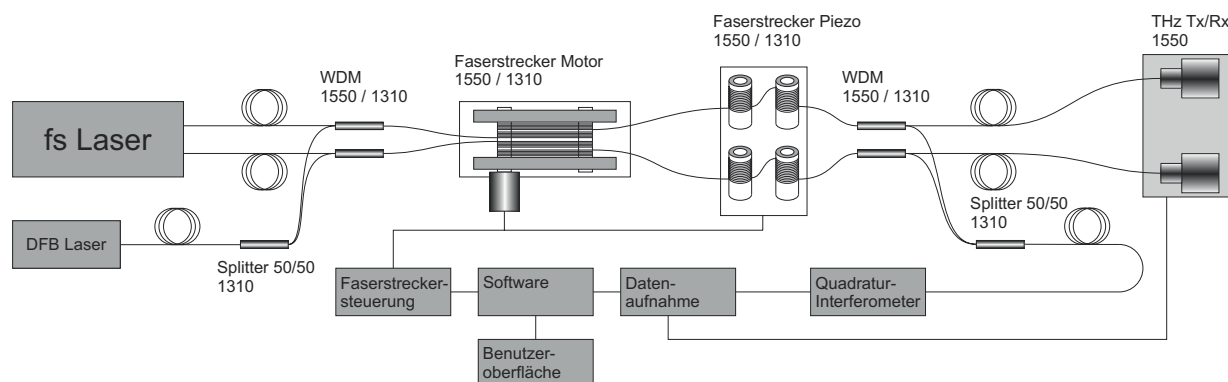 THz Tx/Rx
1550
Faserstrecker Piezo
1550 / 1310
Faserstrecker Motor
1550 / 1310
WDM
1550 / 1310
WDM
1550 / 1310
fs Laser
DFB Laser
Splitter 50/50
1310
Splitter 50/50
1310
Faserstrecker-
steuerung
Software
Daten-
aufnahme
Quadratur-
Interferometer
Benutzer-
oberfläche